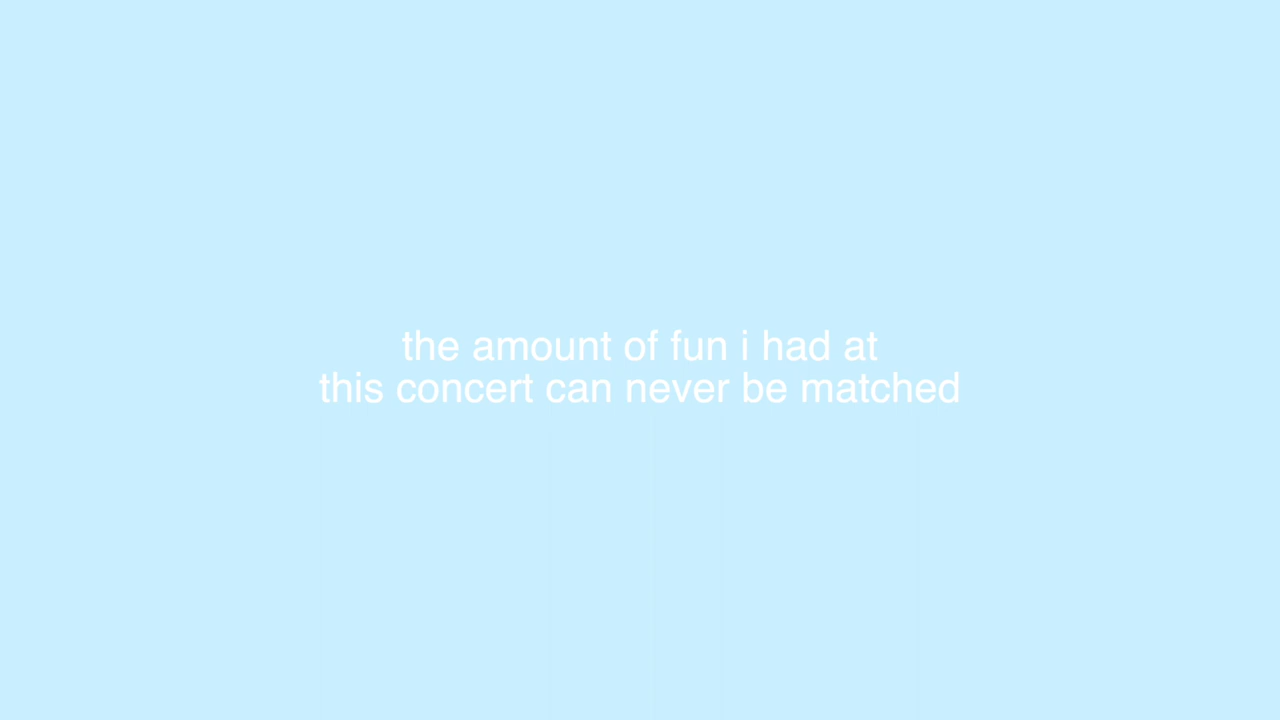 the amount of fun i had at
this concert can never be matched